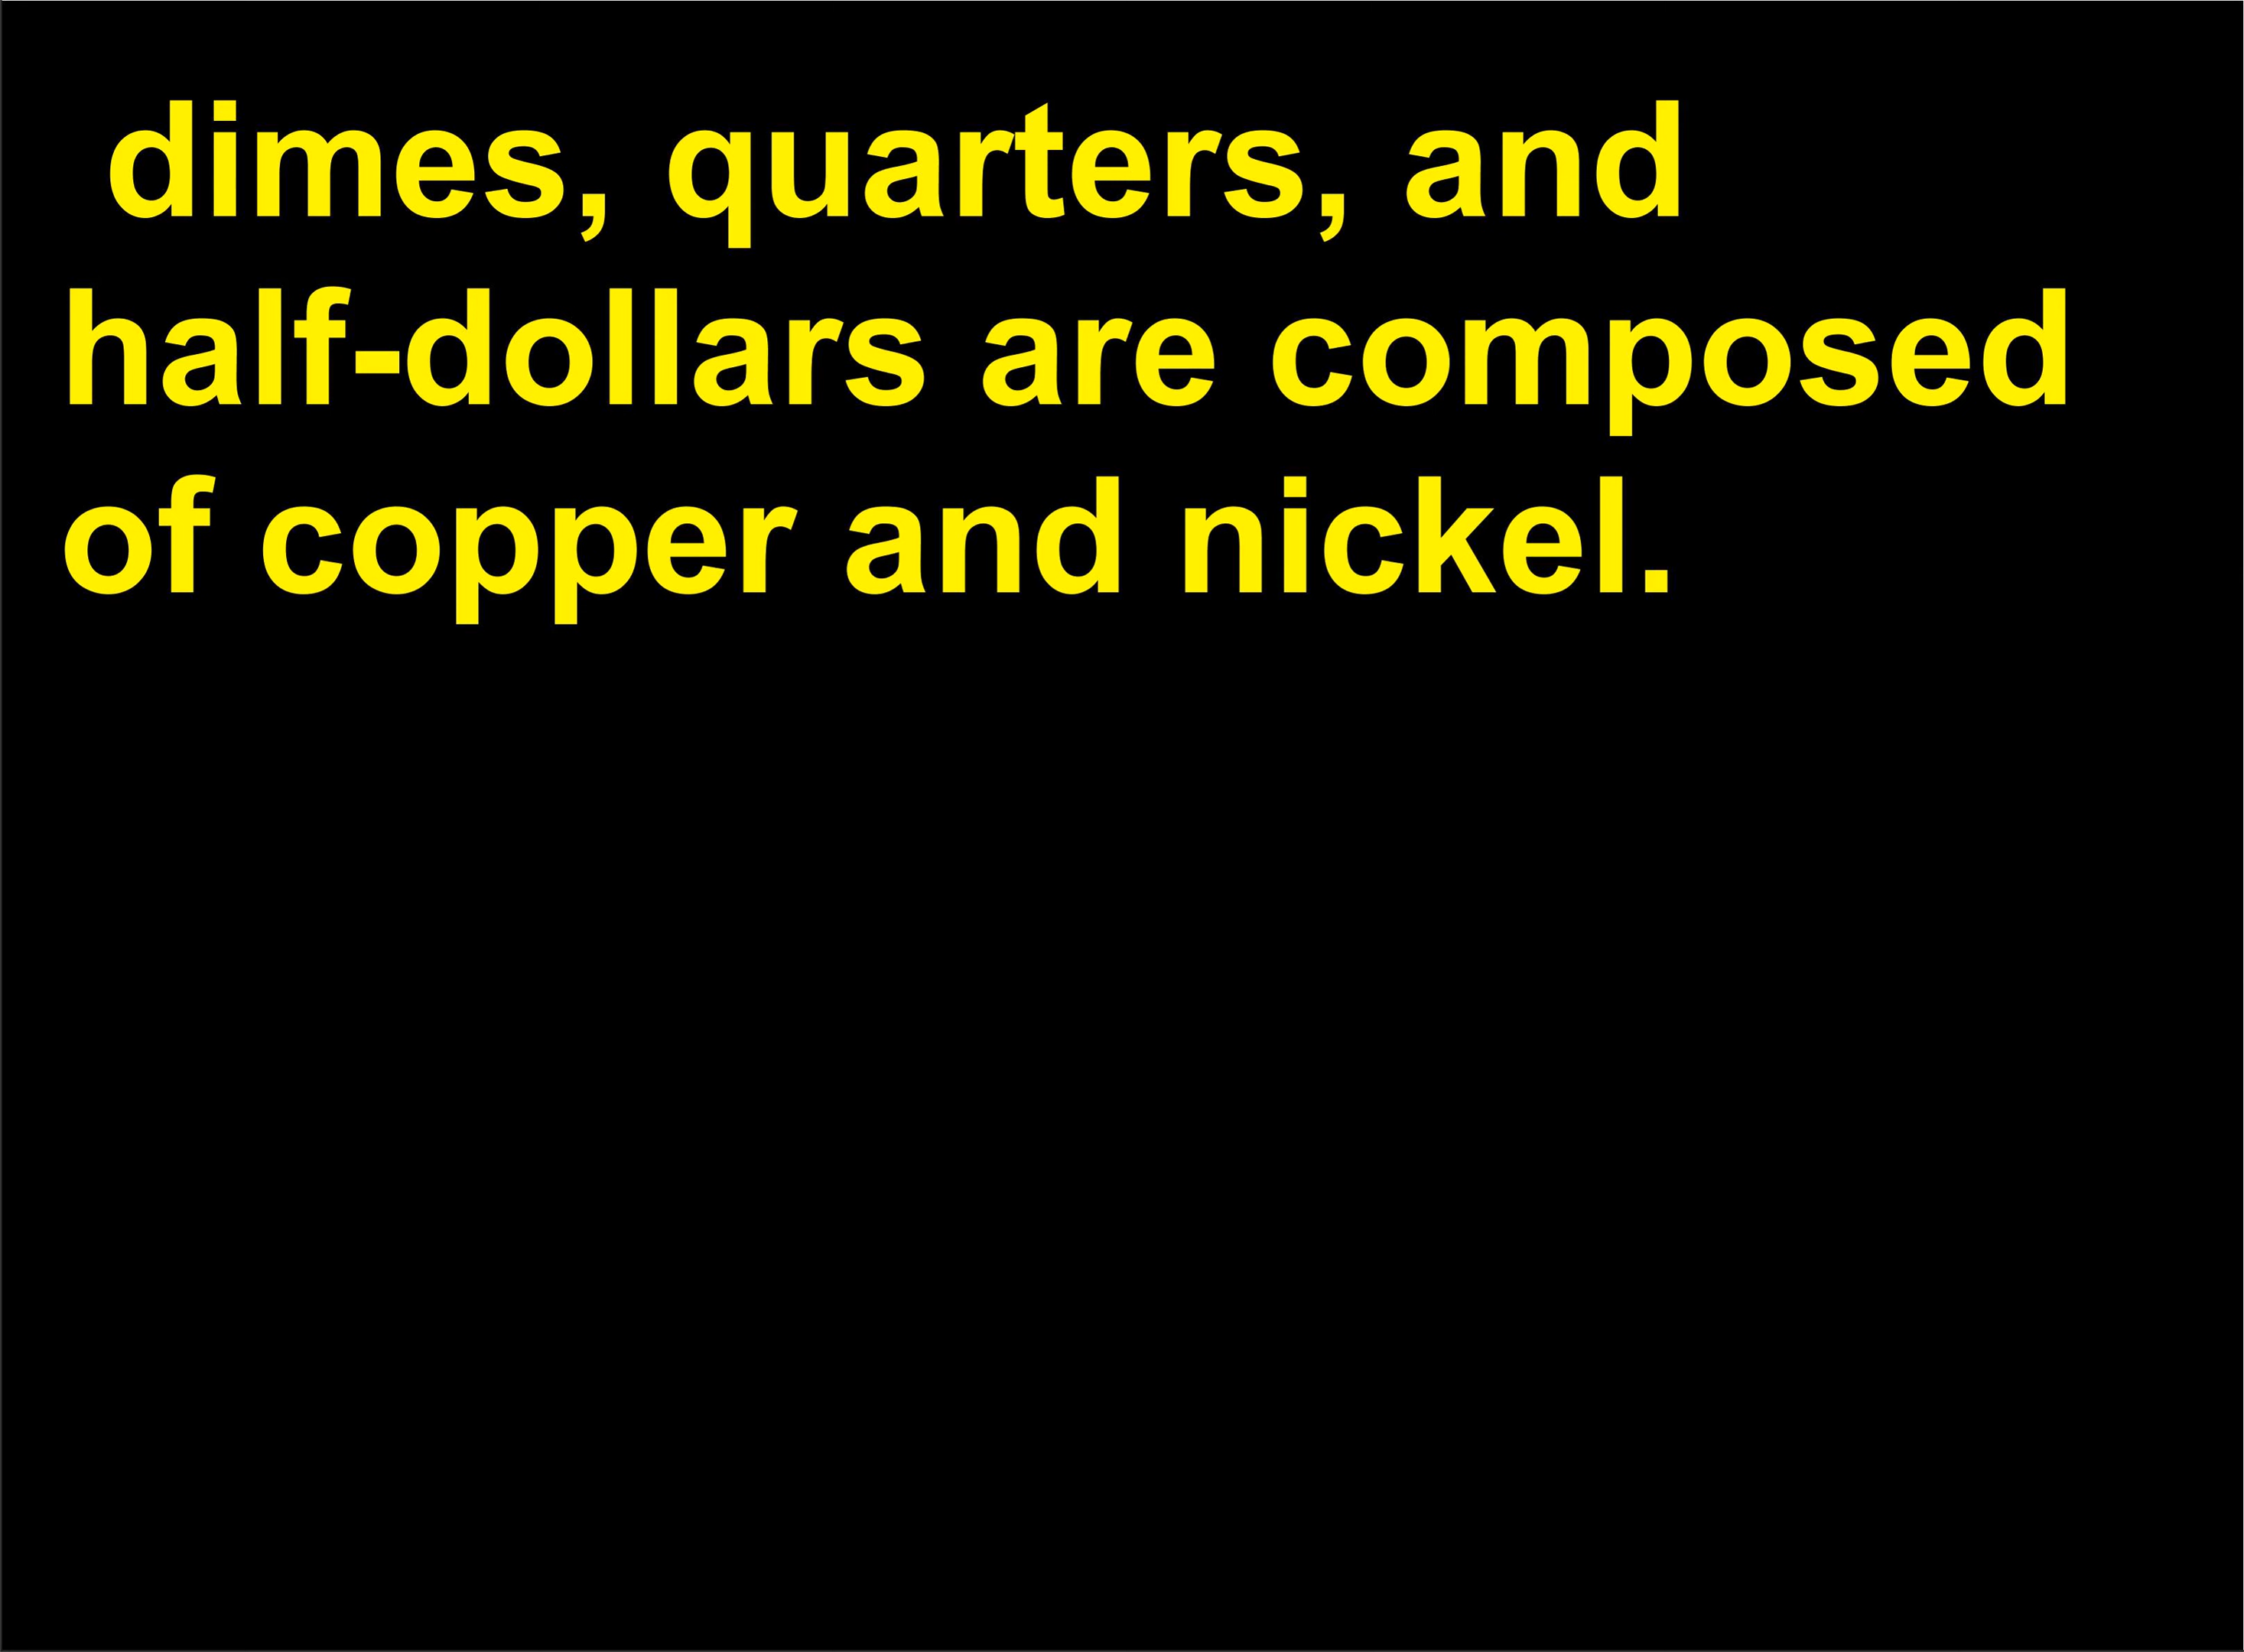 dimes, quarters, and
half-dollars are composed
of copper and nickel.